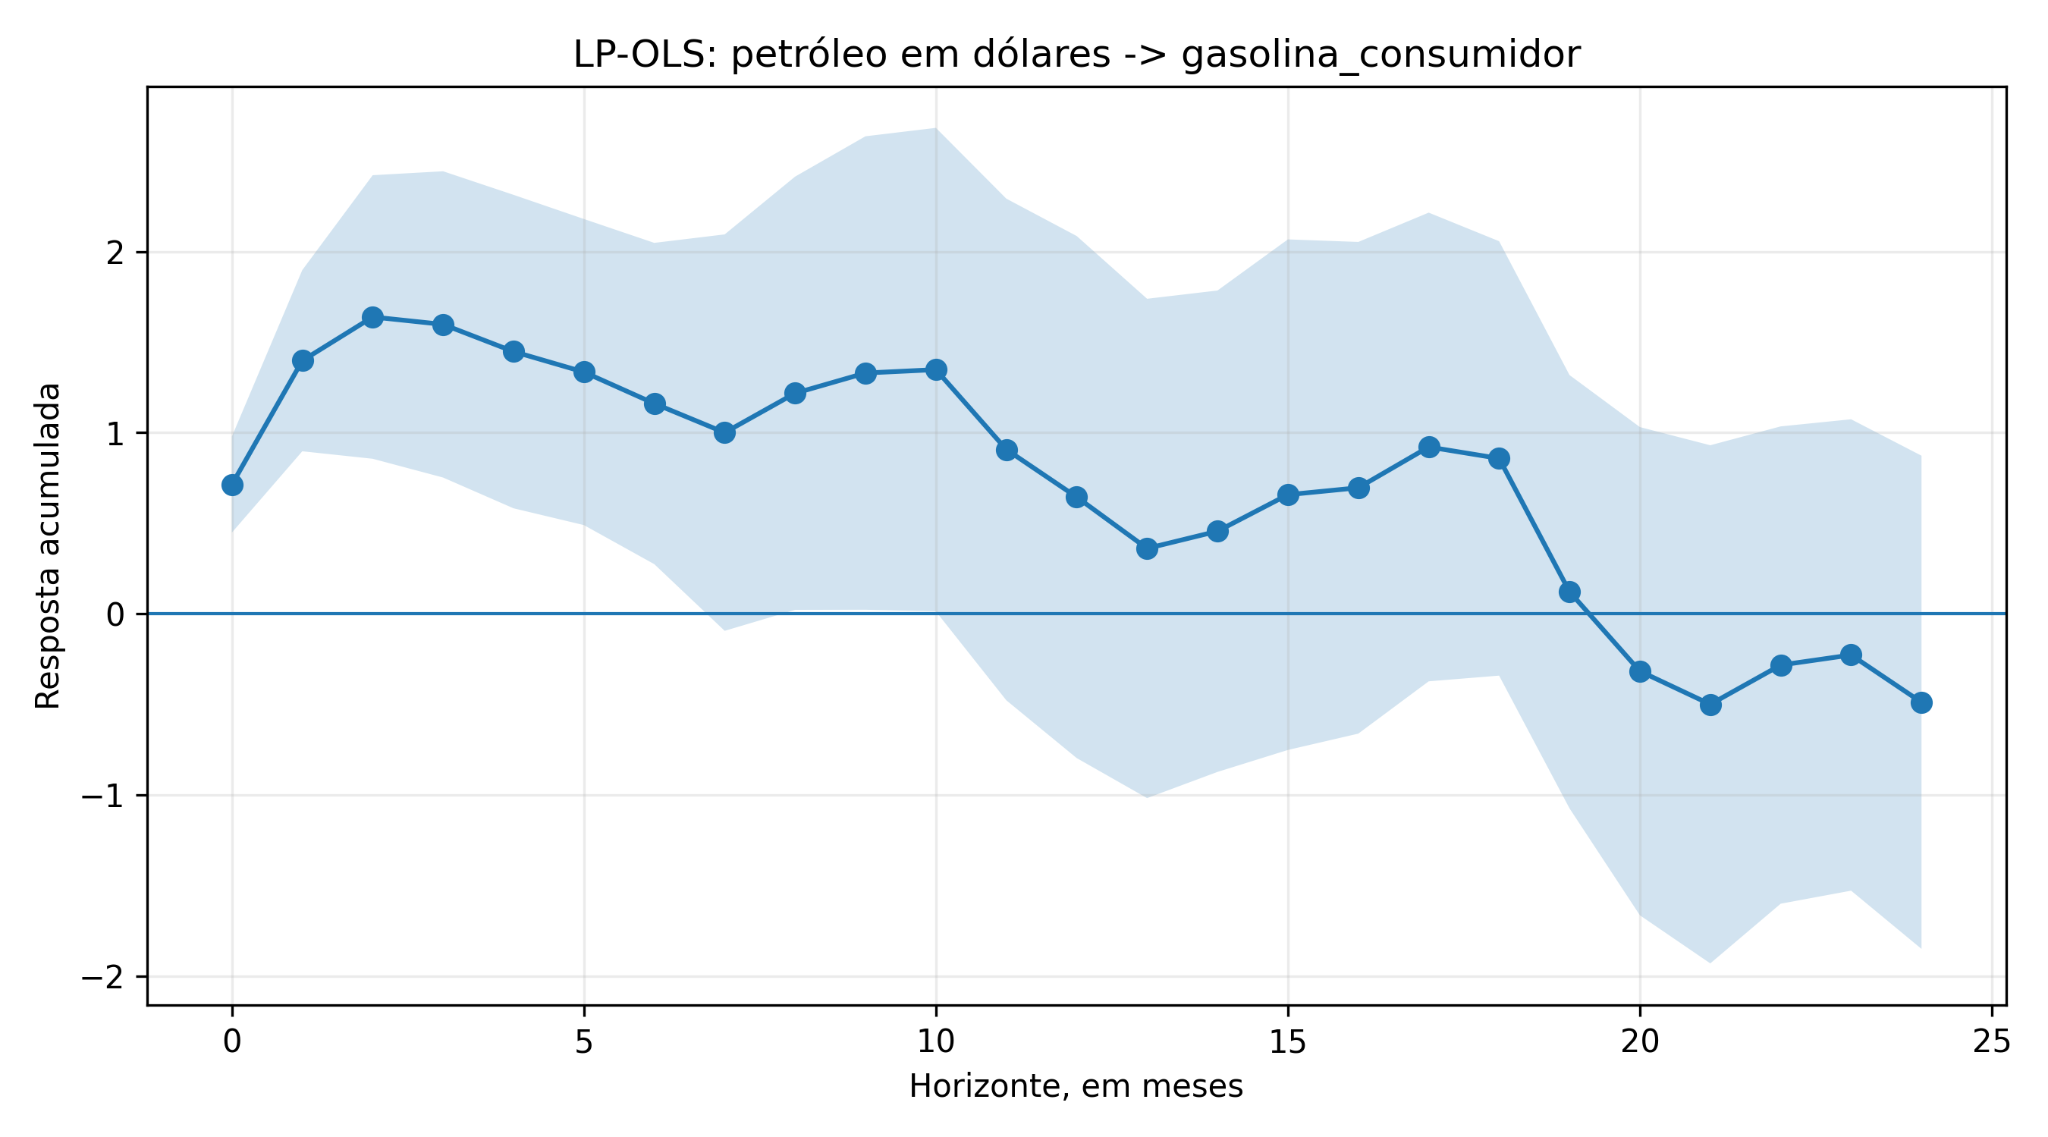 LP-OLS: petróleo em dólares -> gasolina_consumidor
Resposta acumulada
2
1
0
−1
−2
0 5 10 15 20 25
Horizonte, em meses